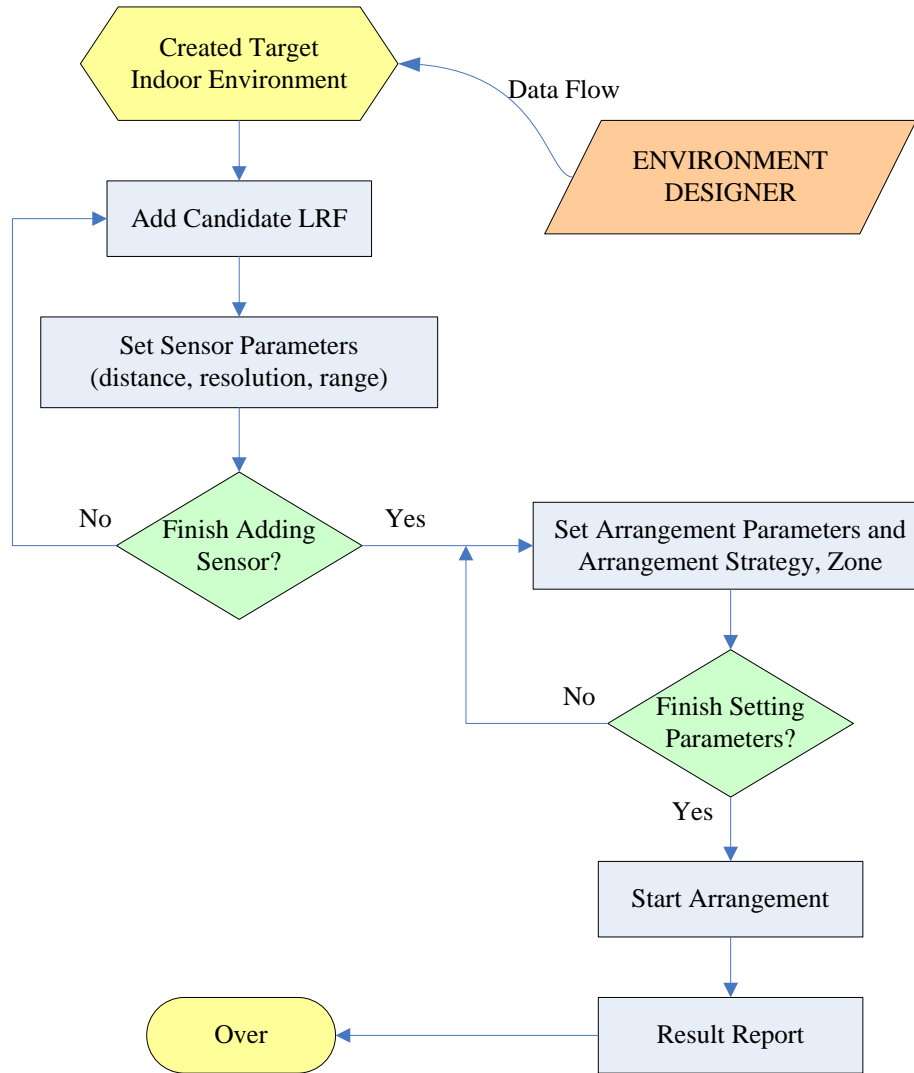 Created Target
Indoor Environment
Data Flow
ENVIRONMENT
DESIGNER
Add Candidate LRF
Set Sensor Parameters
(distance, resolution, range)
No
Finish Adding
Sensor?
Yes
Set Arrangement Parameters and
Arrangement Strategy, Zone
No
Finish Setting
Parameters?
Yes
Start Arrangement
Result Report
Over